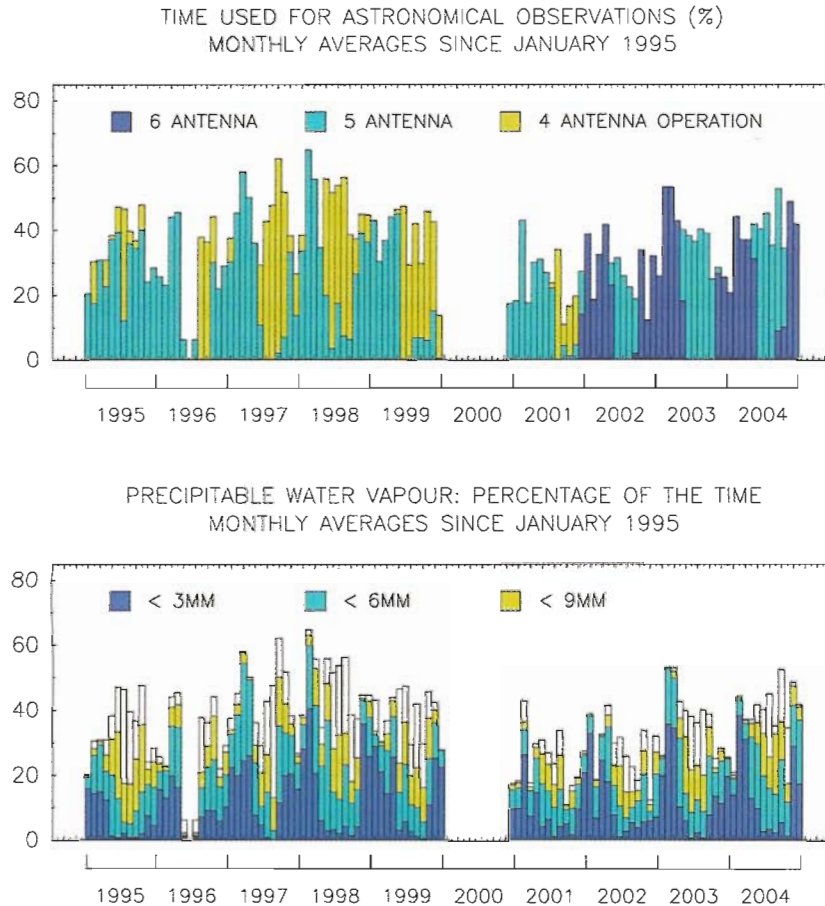 TIME USED FOR ASTRONOMICAL OBSERVATIONS (%)
MONTHLY AVERAGES SINCE JANUARY 1995
80
6 ANTENNA 5 ANTENNA 4 ANTENNA OPERATION
60
40
20
0
1995 1996 1997 1998 1999 2000 2001 2002 2003 2004
PRECIPITABLE WATER VAPOUR: PERCENTAGE OF THE TIME
MONTHLY AVERAGES SINCE JANUARY 1995
80
< 3MM < 6MM < 9MM
60
40
20
0
1995 1996 1997 1998 1999 2000 2001 2002 2003 2004